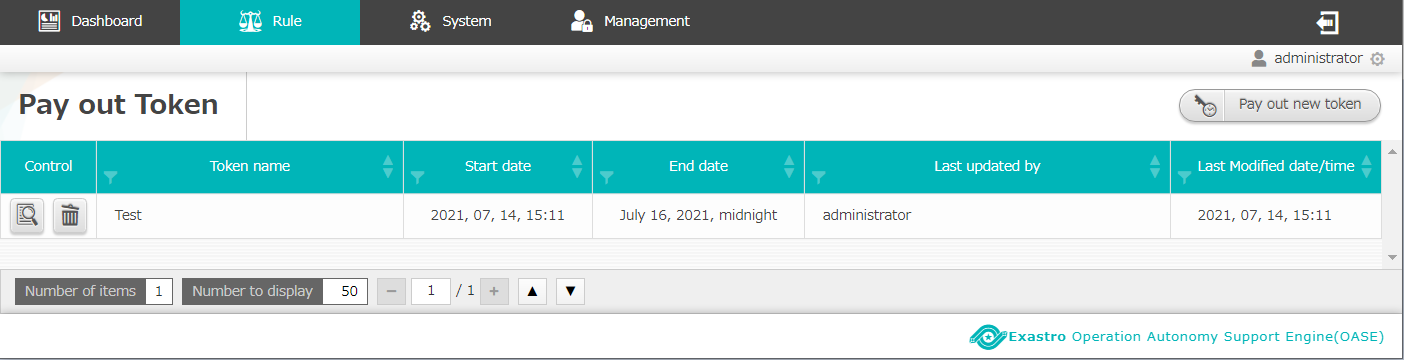 Dashboard Rule System Management
administrator
Pay out Token
Pay out new token
Control Token name Start date End date Last updated by Last Modified date/time
Test 2021, 07, 14, 15:11 July 16, 2021, midnight administrator 2021, 07, 14, 15:11
Number of items 1 Number to display 50 − 1 / 1 + ▲ ▼
Exastro Operation Autonomy Support Engine(OASE)